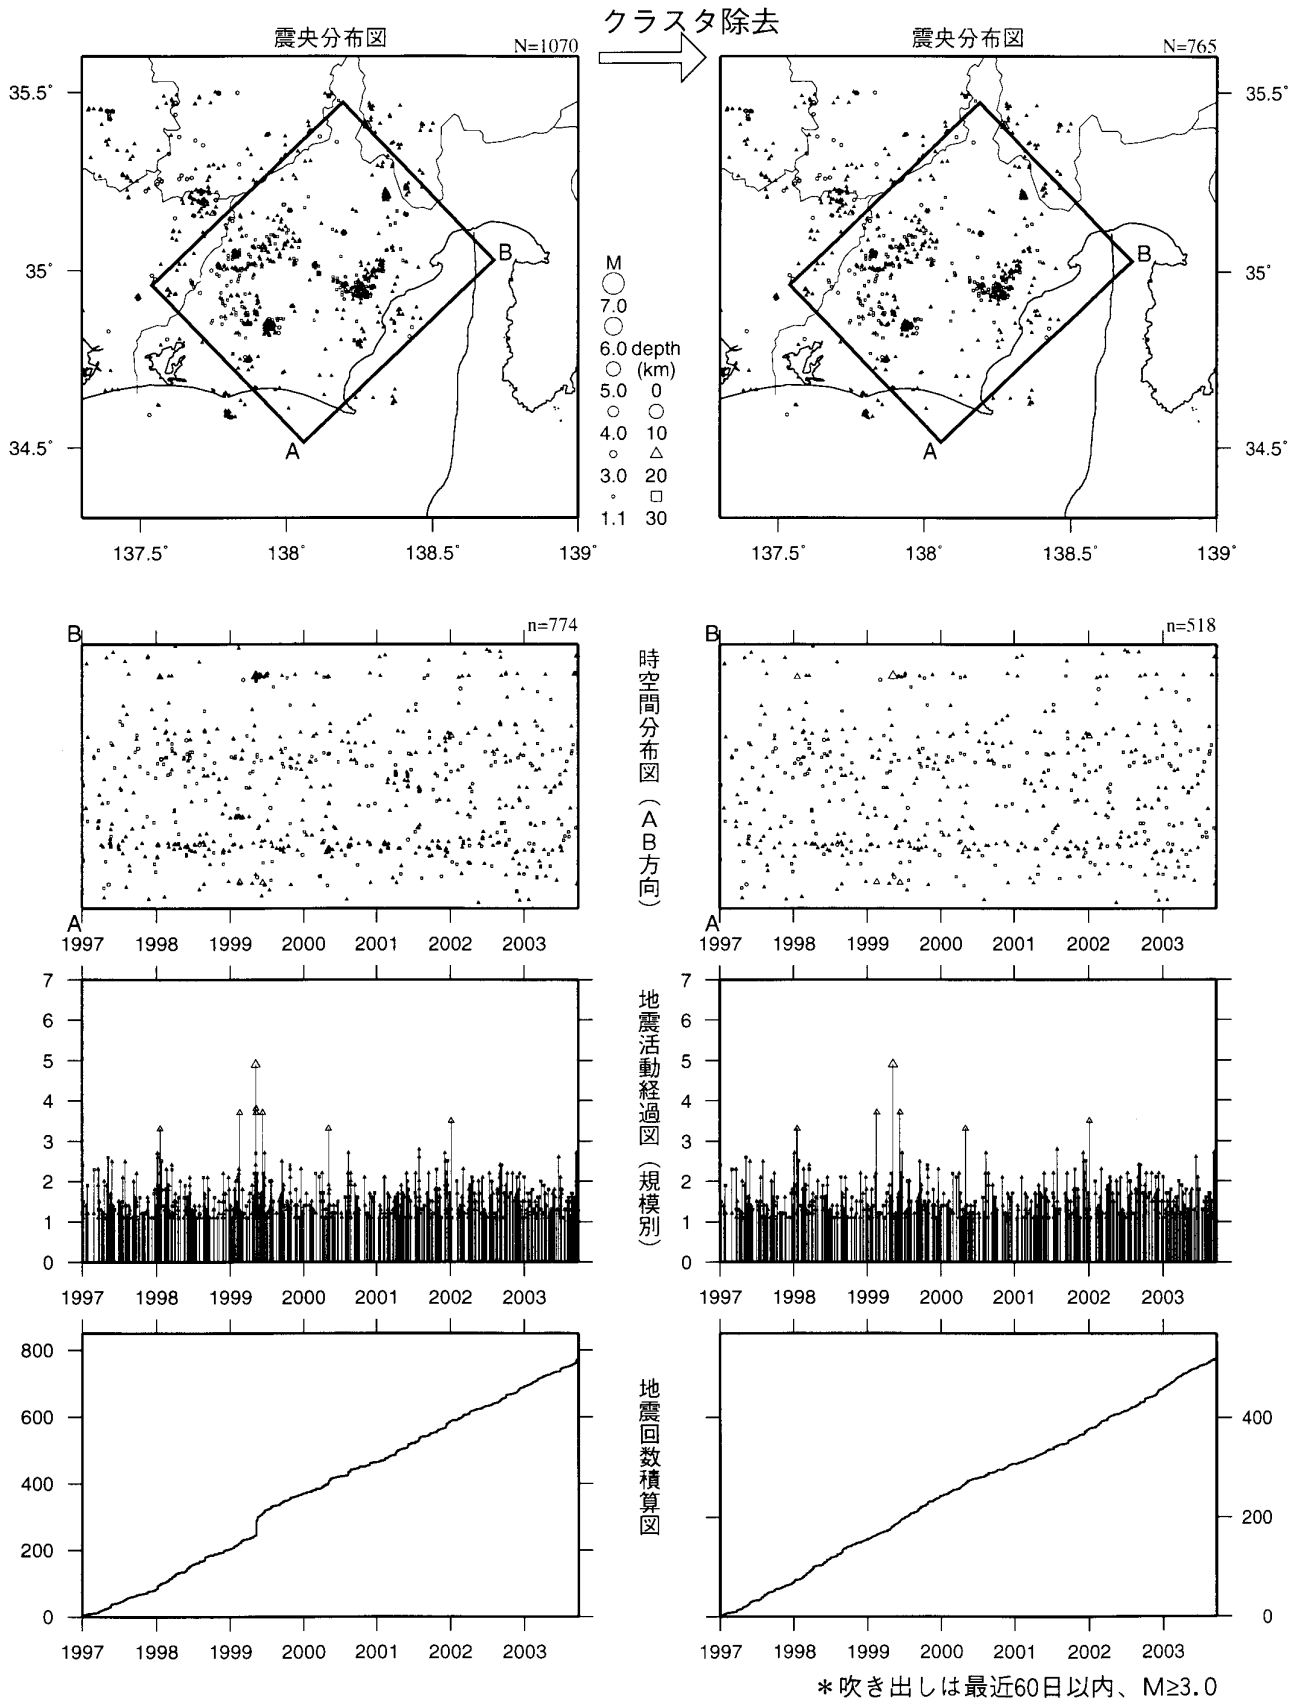 クラスタ除去
震央分布図
N=1070
震央分布図
N=765
35.5°
35°
34.5°
137.5°
138°
138.5°
139°
A
B
M
7.0
6.0
5.0
4.0
3.0
1.1
depth
(km)
0
10
20
30
35.5°
35°
34.5°
137.5°
138°
138.5°
139°
A
B
B
n=774
A
1997 1998 1999 2000 2001 2002 2003
時空間分布図(AB方向)
B
n=518
A
1997 1998 1999 2000 2001 2002 2003
7
6
5
4
3
2
1
0
1997 1998 1999 2000 2001 2002 2003
地震活動経過図(規模別)
7
6
5
4
3
2
1
0
1997 1998 1999 2000 2001 2002 2003
800
600
400
200
0
1997 1998 1999 2000 2001 2002 2003
地震回数積算図
400
200
0
1997 1998 1999 2000 2001 2002 2003
*吹き出しは最近60日以内、M≥3.0